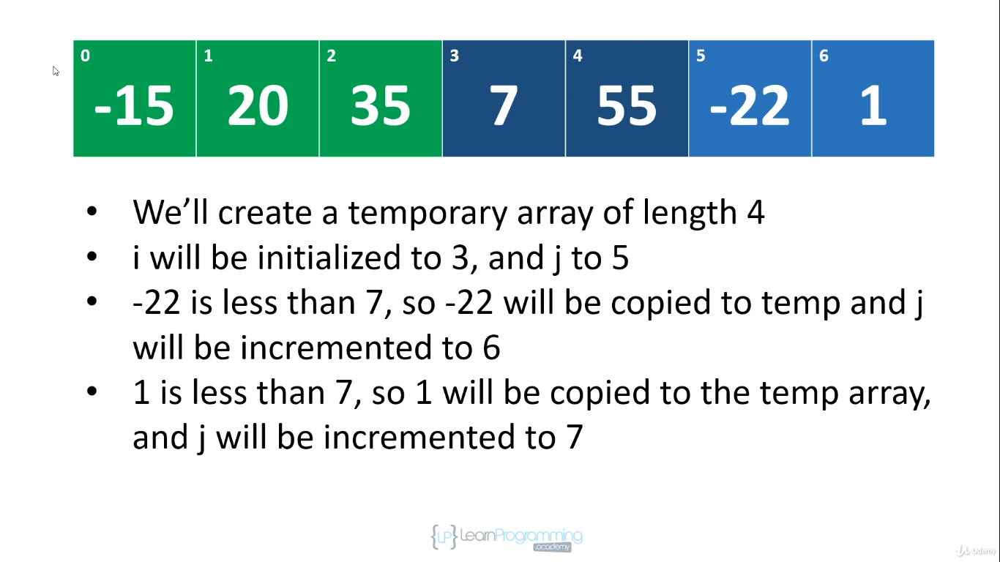 0 1 2 3 4 5 6
-15 20 35 7 55 -22 1
• We’ll create a temporary array of length 4
• i will be initialized to 3, and j to 5
• -22 is less than 7, so -22 will be copied to temp and j
will be incremented to 6
• 1 is less than 7, so 1 will be copied to the temp array,
and j will be incremented to 7
{LP} LearnProgramming
.academy
Udemy